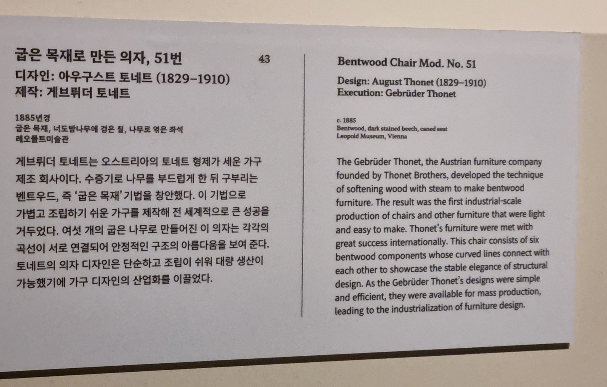 굽은 목재로 만든 의자, 51번
43
디자인: 아우구스트 토네트 (1829–1910)
제작: 게브뤼더 토네트
1885년경
굽은 목재, 너도밤나무에 검은 칠, 나무로 엮은 좌석
레오폴트미술관
게브뤼더 토네트는 오스트리아의 토네트 형제가 세운 가구
제조 회사이다. 수증기로 나무를 부드럽게 한 뒤 구부리는
벤트우드, 즉 ‘굽은 목재’ 기법을 창안했다. 이 기법으로
가볍고 조립하기 쉬운 가구를 제작해 전 세계적으로 큰 성공을
거두었다. 여섯 개의 굽은 나무로 만들어진 이 의자는 각각의
곡선이 서로 연결되어 안정적인 구조의 아름다움을 보여 준다.
토네트의 의자 디자인은 단순하고 조립이 쉬워 대량 생산이
가능했기에 가구 디자인의 산업화를 이끌었다.
Bentwood Chair Mod. No. 51
Design: August Thonet (1829–1910)
Execution: Gebrüder Thonet
c. 1885
Bentwood, dark stained beech, caned seat
Leopold Museum, Vienna
The Gebrüder Thonet, the Austrian furniture company
founded by Thonet Brothers, developed the technique
of softening wood with steam to make bentwood
furniture. The result was the first industrial-scale
production of chairs and other furniture that were light
and easy to make. Thonet's furniture were met with
great success internationally. This chair consists of six
bentwood components whose curved lines connect with
each other to showcase the stable elegance of structural
design. As the Gebrüder Thonet's designs were simple
and efficient, they were available for mass production,
leading to the industrialization of furniture design.